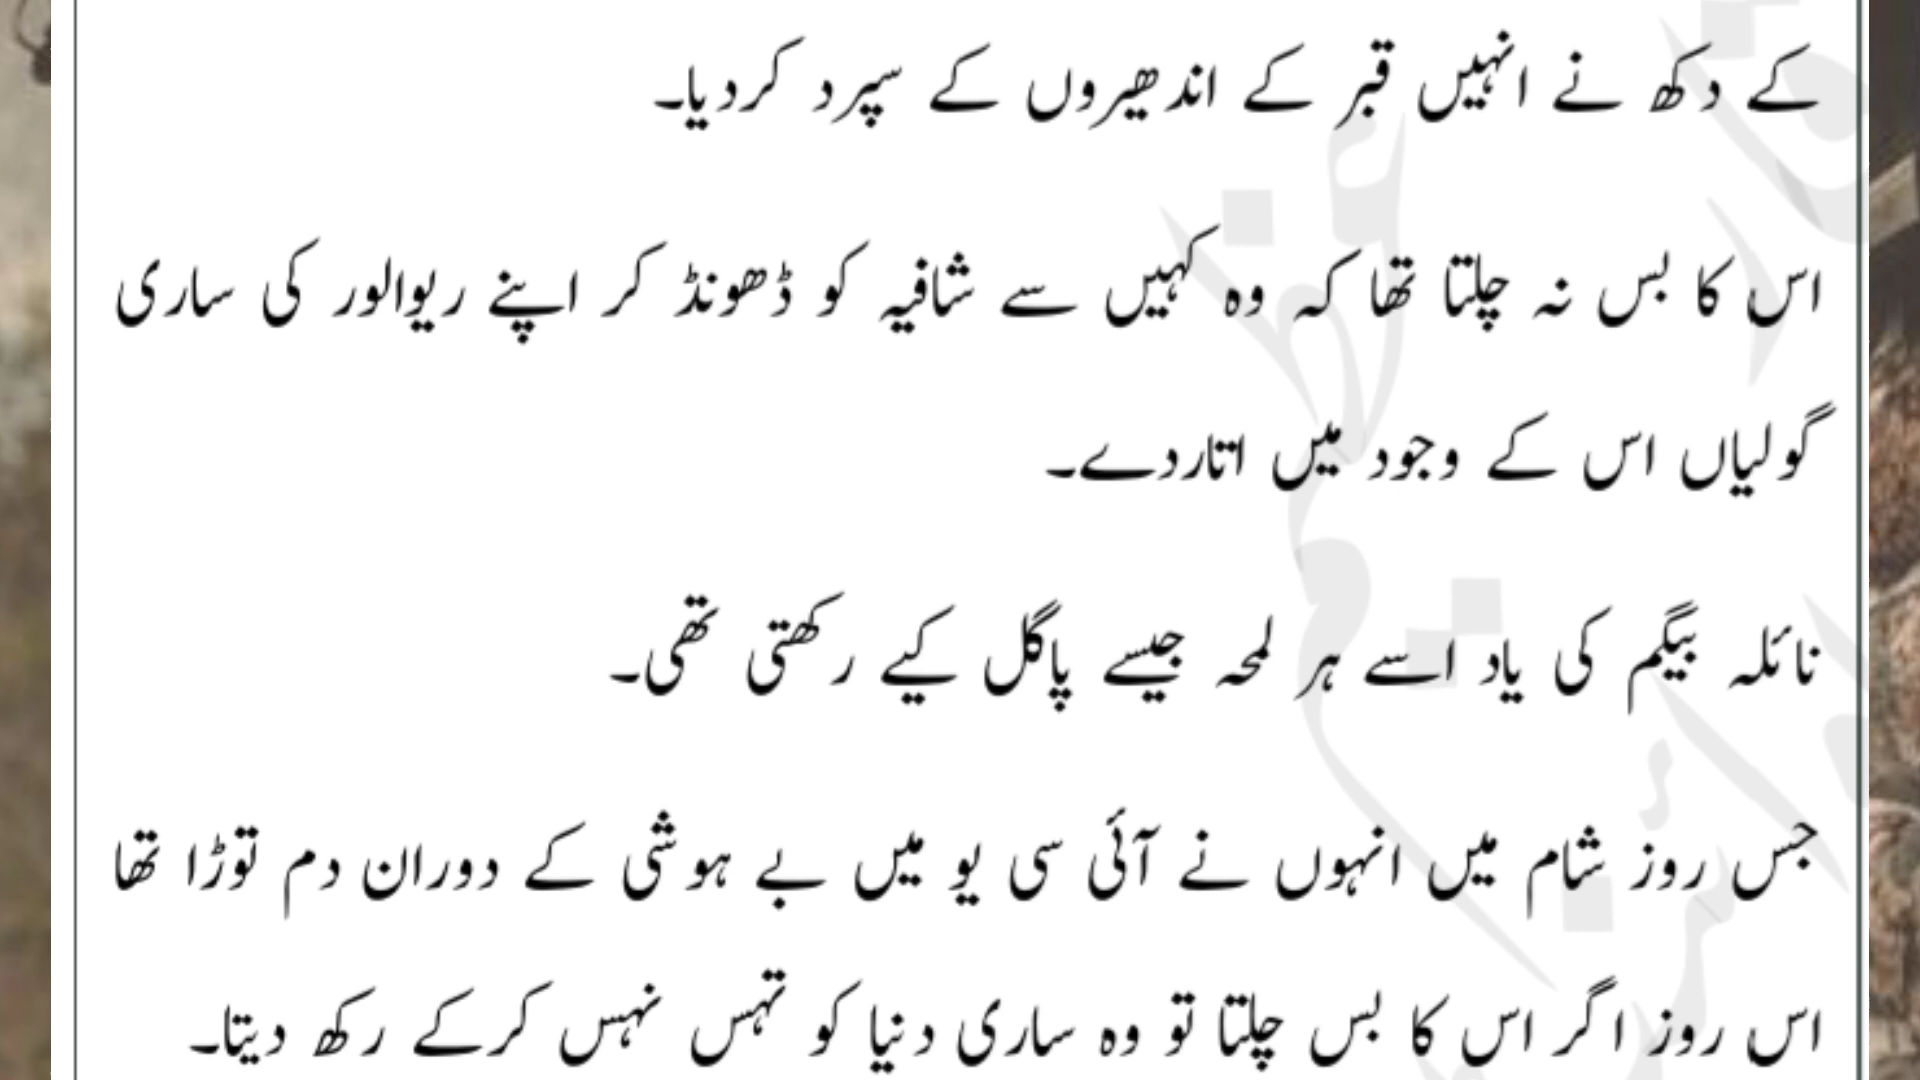 کے دکھ نے انہیں قبر کے اندھیروں کے سپرد کردیا۔
اس کا بس نہ چلتا تھا کہ وہ کہیں سے شافیہ کو ڈھونڈ کر اپنے ریوالور کی ساری
گولیاں اس کے وجود میں اتاردے۔
نائلہ بیگم کی یاد اسے ہر لمحہ جیسے پاگل کیے رکھتی تھی۔
جس روز شام میں انہوں نے آئی سی یو میں بے ہوشی کے دوران دم توڑا تھا
اس روز اگر اس کا بس چلتا تو وہ ساری دنیا کو تہس نہس کرکے رکھ دیتا۔